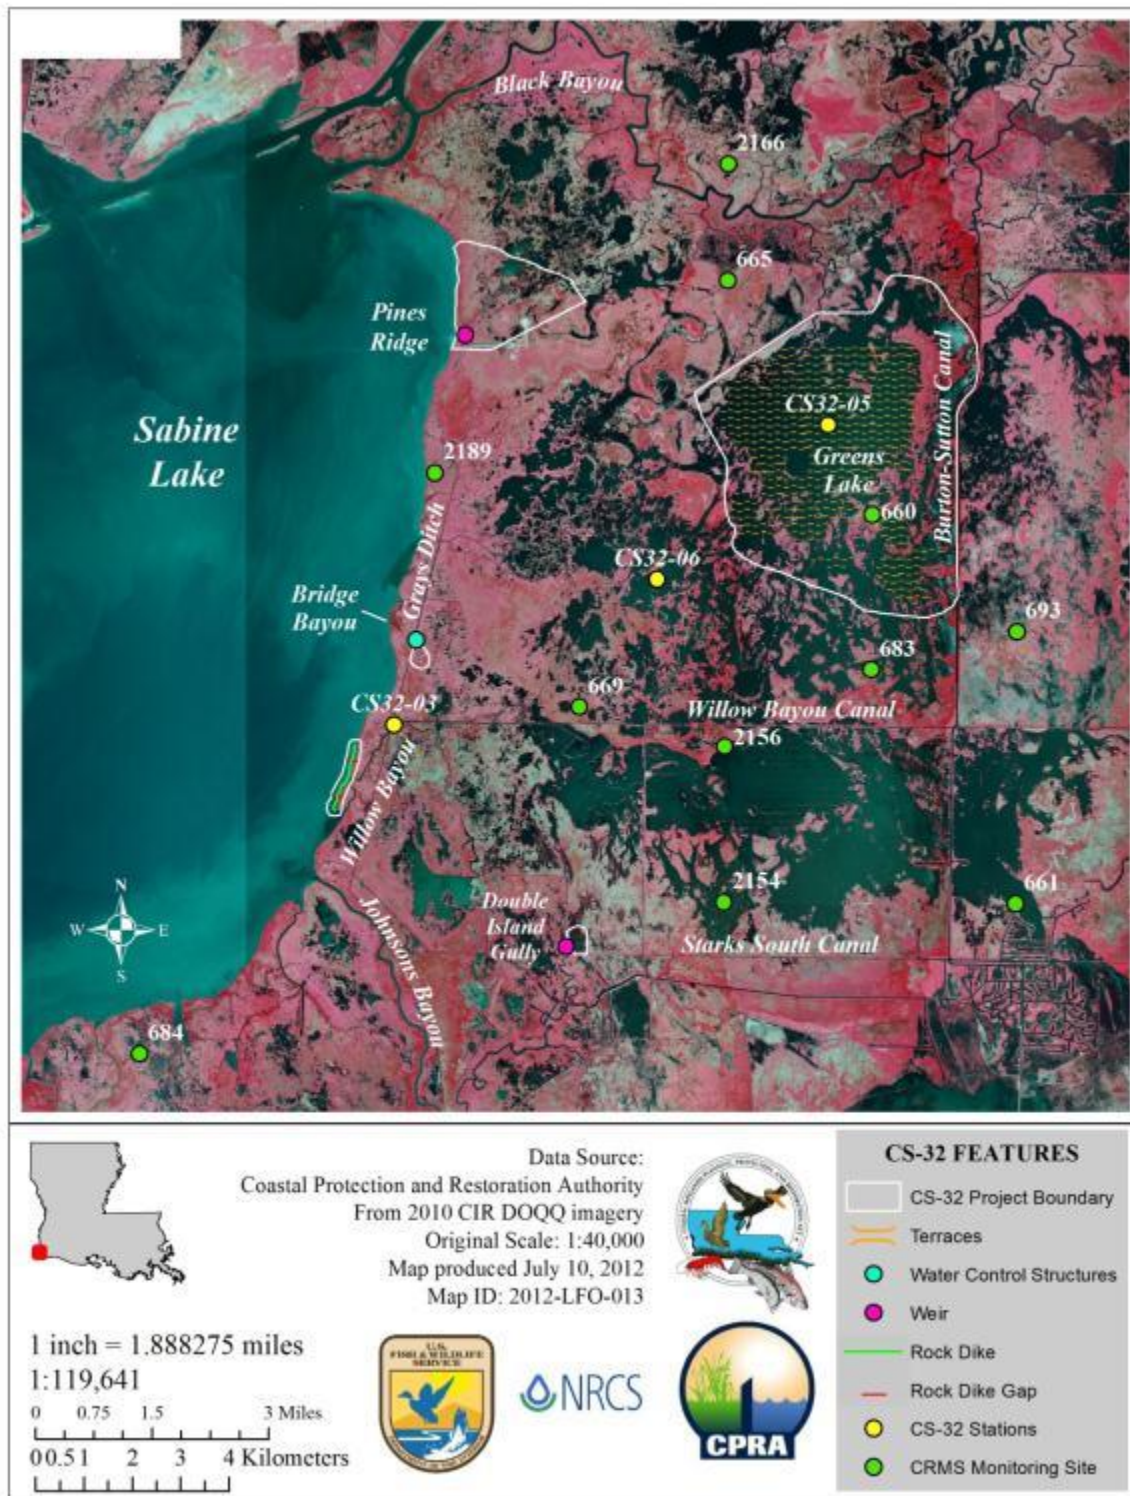 Black Bayou
2166
665
Pines
Ridge
CS32-05
Greens
Lake
Burton-Sutton Canal
Sabine
Lake
2189
660
Grays Ditch
CS32-06
Bridge
Bayou
693
683
669
CS32-03
Willow Bayou Canal
2156
Willow Bayou
2154
661
Double
Island
Gully
Johnsons Bayou
Starks South Canal
N
W
E
S
684
Data Source:
Coastal Protection and Restoration Authority
From 2010 CIR DOQQ imagery
Original Scale: 1:40,000
Map produced July 10, 2012
Map ID: 2012-LFO-013
1 inch = 1.888275 miles
1:119,641
0 0.75 1.5 3 Miles
0 0.5 1 2 3 4 Kilometers
U.S.
FISH & WILDLIFE
SERVICE
NRCS
CPRA
CS-32 FEATURES
CS-32 Project Boundary
Terraces
Water Control Structures
Weir
Rock Dike
Rock Dike Gap
CS-32 Stations
CRMS Monitoring Site